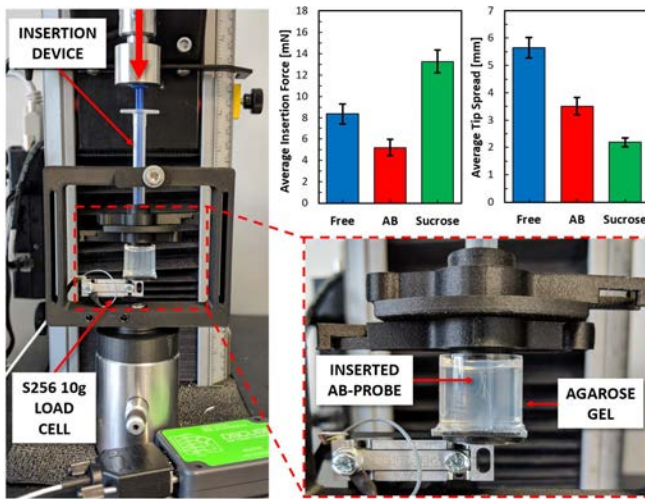 INSERTION
DEVICE
S256 10g
LOAD
CELL
Average Insertion Force [mN]
16
14
12
10
8
6
4
2
0
Free AB Sucrose
Average Tip Spread [mm]
7
6
5
4
3
2
1
0
Free AB Sucrose
INSERTED
AB-PROBE
AGAROSE
GEL